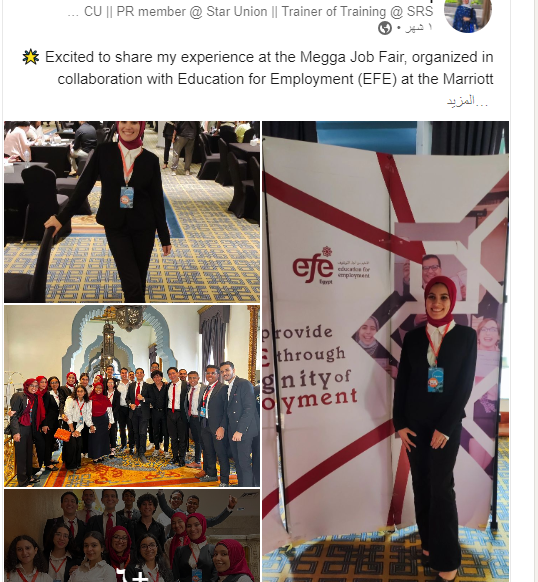 ... CU || PR member @ Star Union || Trainer of Training @ SRS
١ شهر •
🌟 Excited to share my experience at the Megga Job Fair, organized in
collaboration with Education for Employment (EFE) at the Marriott
...المزيد
efe
Egypt
education for
employment
provide
through
nity of
oyment
٦+